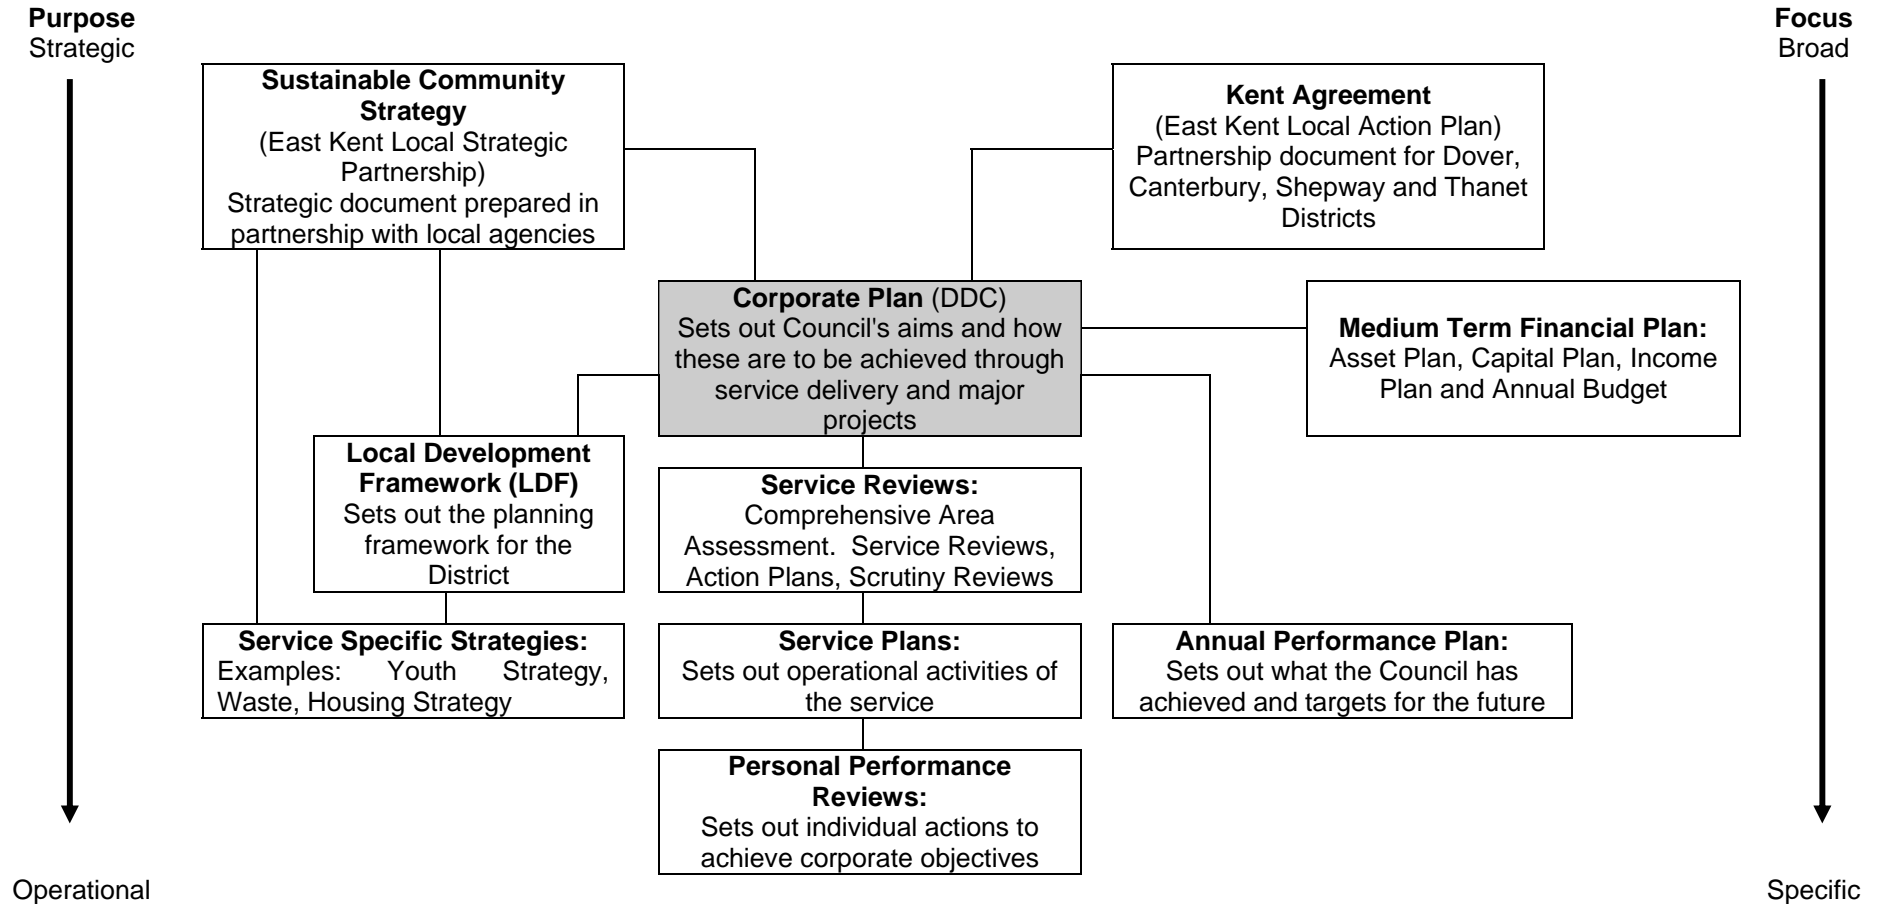 Purpose
Strategic
Focus
Broad
Sustainable Community
Strategy
(East Kent Local Strategic
Partnership)
Strategic document prepared in
partnership with local agencies
Kent Agreement
(East Kent Local Action Plan)
Partnership document for Dover,
Canterbury, Shepway and Thanet
Districts
Corporate Plan (DDC)
Sets out Council's aims and how
these are to be achieved through
service delivery and major
projects
Medium Term Financial Plan:
Asset Plan, Capital Plan, Income
Plan and Annual Budget
Local Development
Framework (LDF)
Sets out the planning
framework for the
District
Service Reviews:
Comprehensive Area
Assessment.  Service Reviews,
Action Plans, Scrutiny Reviews
Service Specific Strategies:
Examples: Youth Strategy,
Waste, Housing Strategy
Service Plans:
Sets out operational activities of
the service
Annual Performance Plan:
Sets out what the Council has
achieved and targets for the future
Personal Performance
Reviews:
Sets out individual actions to
achieve corporate objectives
Operational
Specific